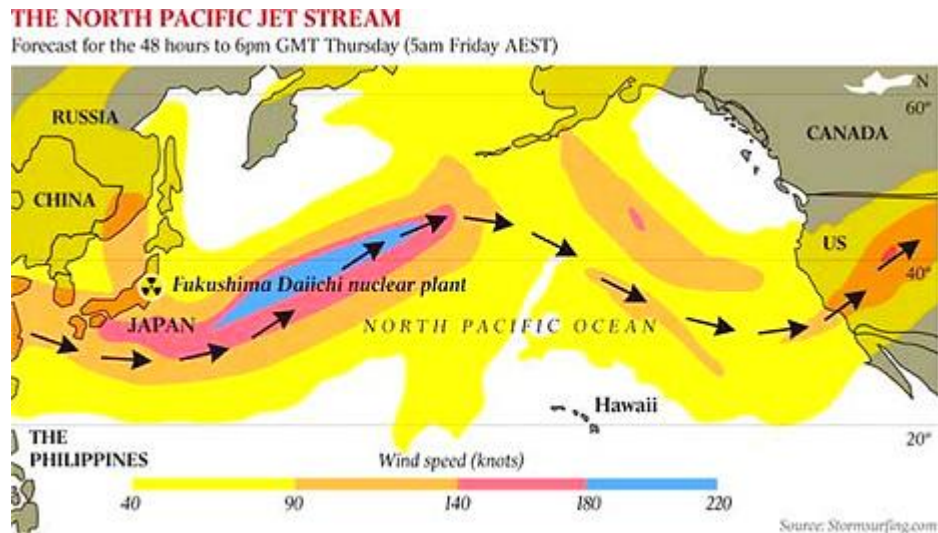 THE NORTH PACIFIC JET STREAM
Forecast for the 48 hours to 6pm GMT Thursday (5am Friday AEST)
N
60°
RUSSIA
CANADA
CHINA
US
40°
Fukushima Daiichi nuclear plant
JAPAN
NORTH PACIFIC OCEAN
Hawaii
20°
THE
PHILIPPINES
Wind speed (knots)
40 90 140 180 220
Source: Stormsurfing.com